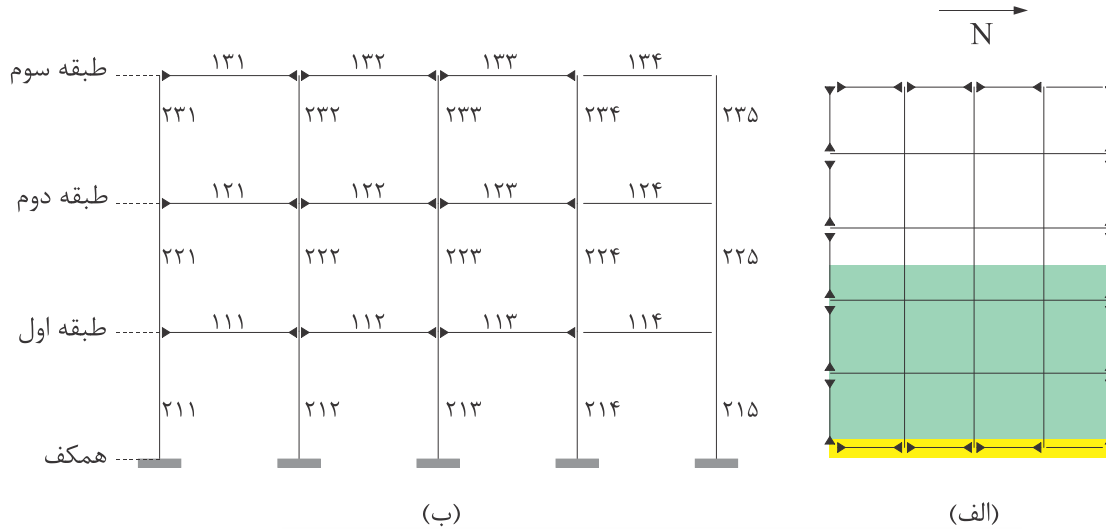 N
طبقه سوم
۱۳۱ ۱۳۲ ۱۳۳ ۱۳۴
۲۳۱ ۲۳۲ ۲۳۳ ۲۳۴ ۲۳۵
طبقه دوم
۱۲۱ ۱۲۲ ۱۲۳ ۱۲۴
۲۲۱ ۲۲۲ ۲۲۳ ۲۲۴ ۲۲۵
طبقه اول
۱۱۱ ۱۱۲ ۱۱۳ ۱۱۴
۲۱۱ ۲۱۲ ۲۱۳ ۲۱۴ ۲۱۵
همکف
(الف)
(ب)